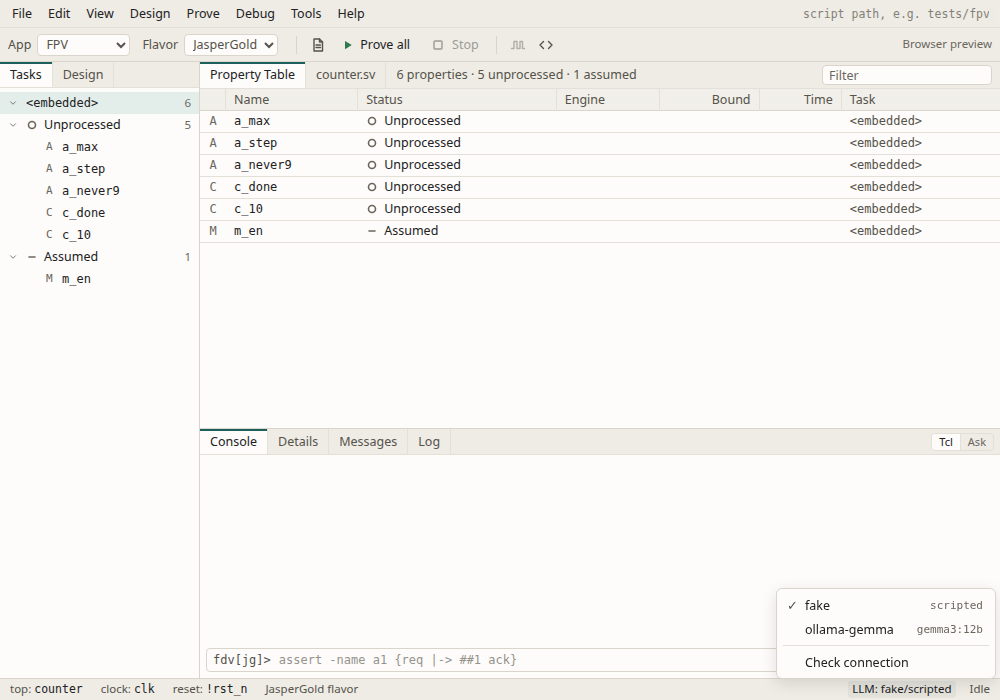 File Edit View Design Prove Debug Tools Help script path, e.g. tests/fpv
App FPV Flavor JasperGold Prove all Stop Browser preview
Tasks Design Property Table counter.sv 6 properties · 5 unprocessed · 1 assumed Filter
<embedded> 6 Name Status Engine Bound Time Task
Unprocessed 5 A a_max Unprocessed <embedded>
A a_max A a_step Unprocessed <embedded>
A a_step A a_never9 Unprocessed <embedded>
A a_never9 C c_done Unprocessed <embedded>
C c_done C c_10 Unprocessed <embedded>
C c_10 M m_en Assumed <embedded>
Assumed 1
M m_en
Console Details Messages Log Tcl Ask
✓ fake scripted
ollama-gemma gemma3:12b
fdv[jg]> assert -name a1 {req |-> ##1 ack}
Check connection
top: counter clock: clk reset: !rst_n JasperGold flavor LLM: fake/scripted Idle